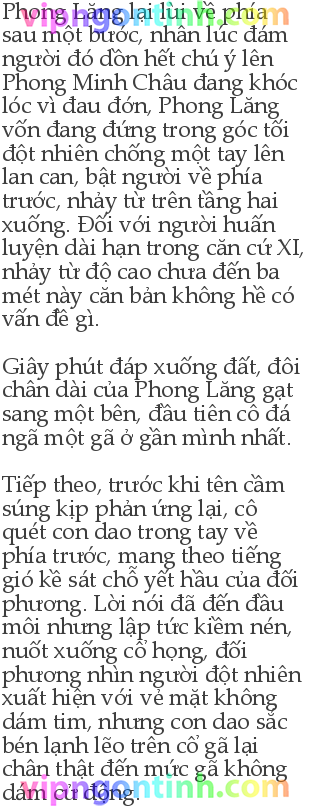 Phong Lăng lại lùi về phía
vipngontinh.com
sau một bước, nhân lúc đám
người đó dồn hết chú ý lên
Phong Minh Châu đang khóc
lóc vì đau đớn, Phong Lăng
vốn đang đứng trong góc tối
đột nhiên chống một tay lên
lan can, bật người về phía
trước, nhảy từ trên tầng hai
xuống. Đối với người huấn
luyện dài hạn trong căn cứ XI,
nhảy từ độ cao chưa đến ba
mét này căn bản không hề có
vấn đề gì.
Giây phút đáp xuống đất, đôi
chân dài của Phong Lăng gạt
sang một bên, đầu tiên cô đá
ngã một gã ở gần mình nhất.
Tiếp theo, trước khi tên cầm
súng kịp phản ứng lại, cô
quét con dao trong tay về
phía trước, mang theo tiếng
gió kề sát chỗ yết hầu của đối
phương. Lời nói đã đến đầu
môi nhưng lập tức kiềm nén,
nuốt xuống cổ họng, đối
phương nhìn người đột nhiên
xuất hiện với vẻ mặt không
dám tim, nhưng con dao sắc
bén lạnh lẽo trên cổ gã lại
chân thật đến mức gã không
dám cử động.
vipngontinh.com